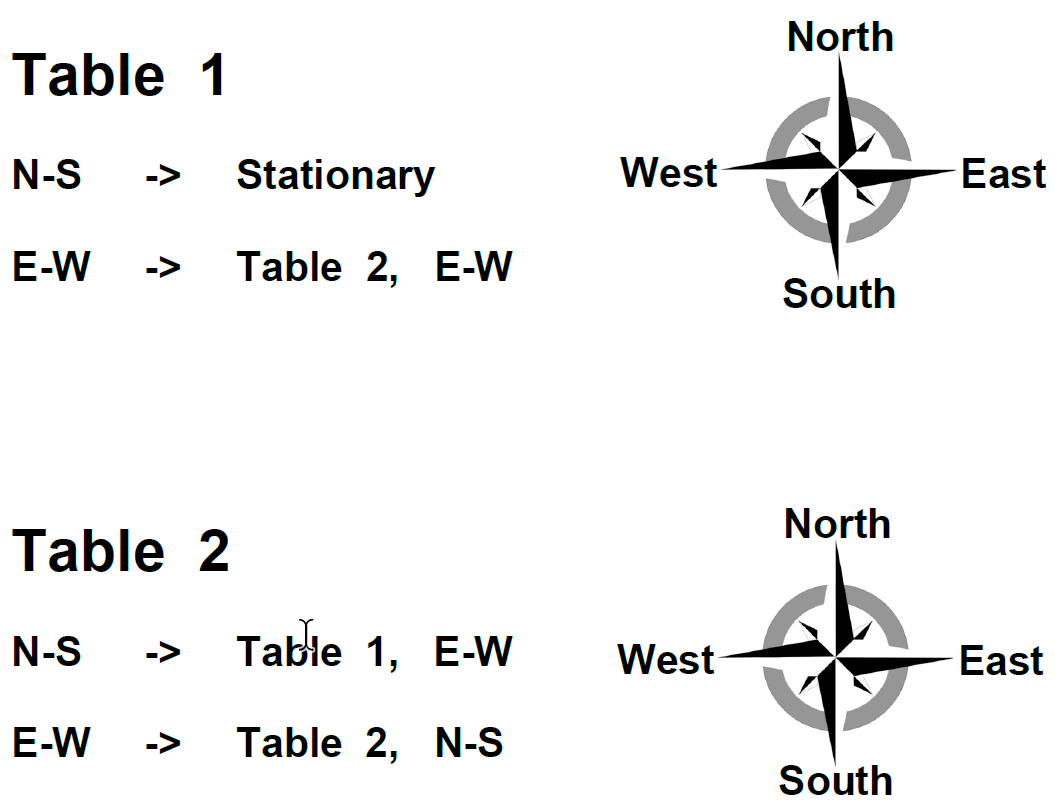 Table 1
N-S -> Stationary
E-W -> Table 2, E-W
North
West East
South
Table 2
N-S -> Table 1, E-W
E-W -> Table 2, N-S
North
West East
South